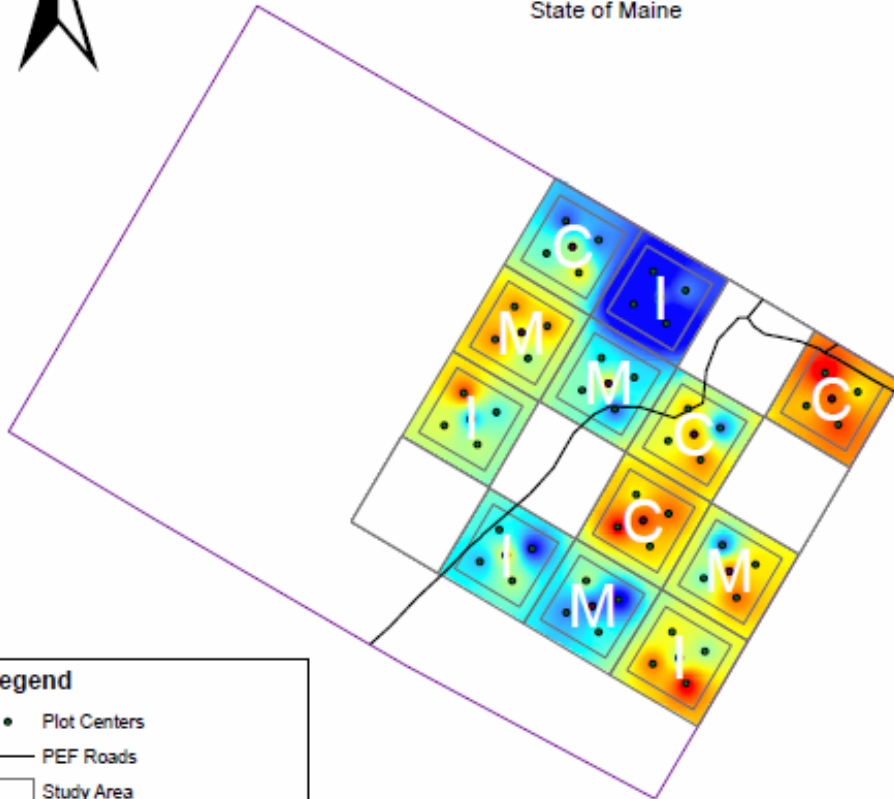 State of Maine
C
I
C
M
M
I
C
C
I
M
M
I
egend
Plot Centers
PEF Roads
Study Area